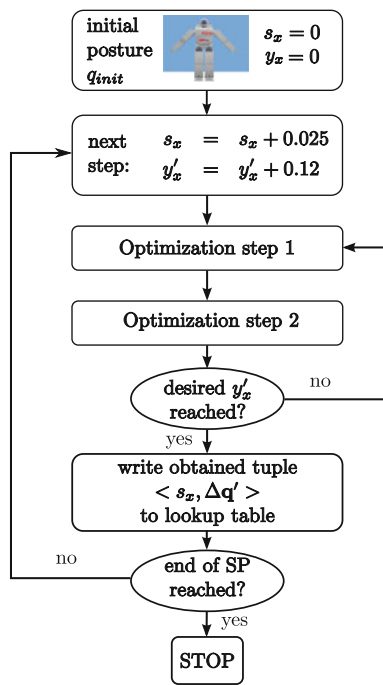 initial
posture
q_{init}
s_x = 0
y_x = 0
next
step:
s_x = s_x + 0.025
y'_x = y'_x + 0.12
Optimization step 1
Optimization step 2
desired y'_x
reached?
no
yes
write obtained tuple
< s_x, Δq' >
to lookup table
end of SP
reached?
no
yes
STOP